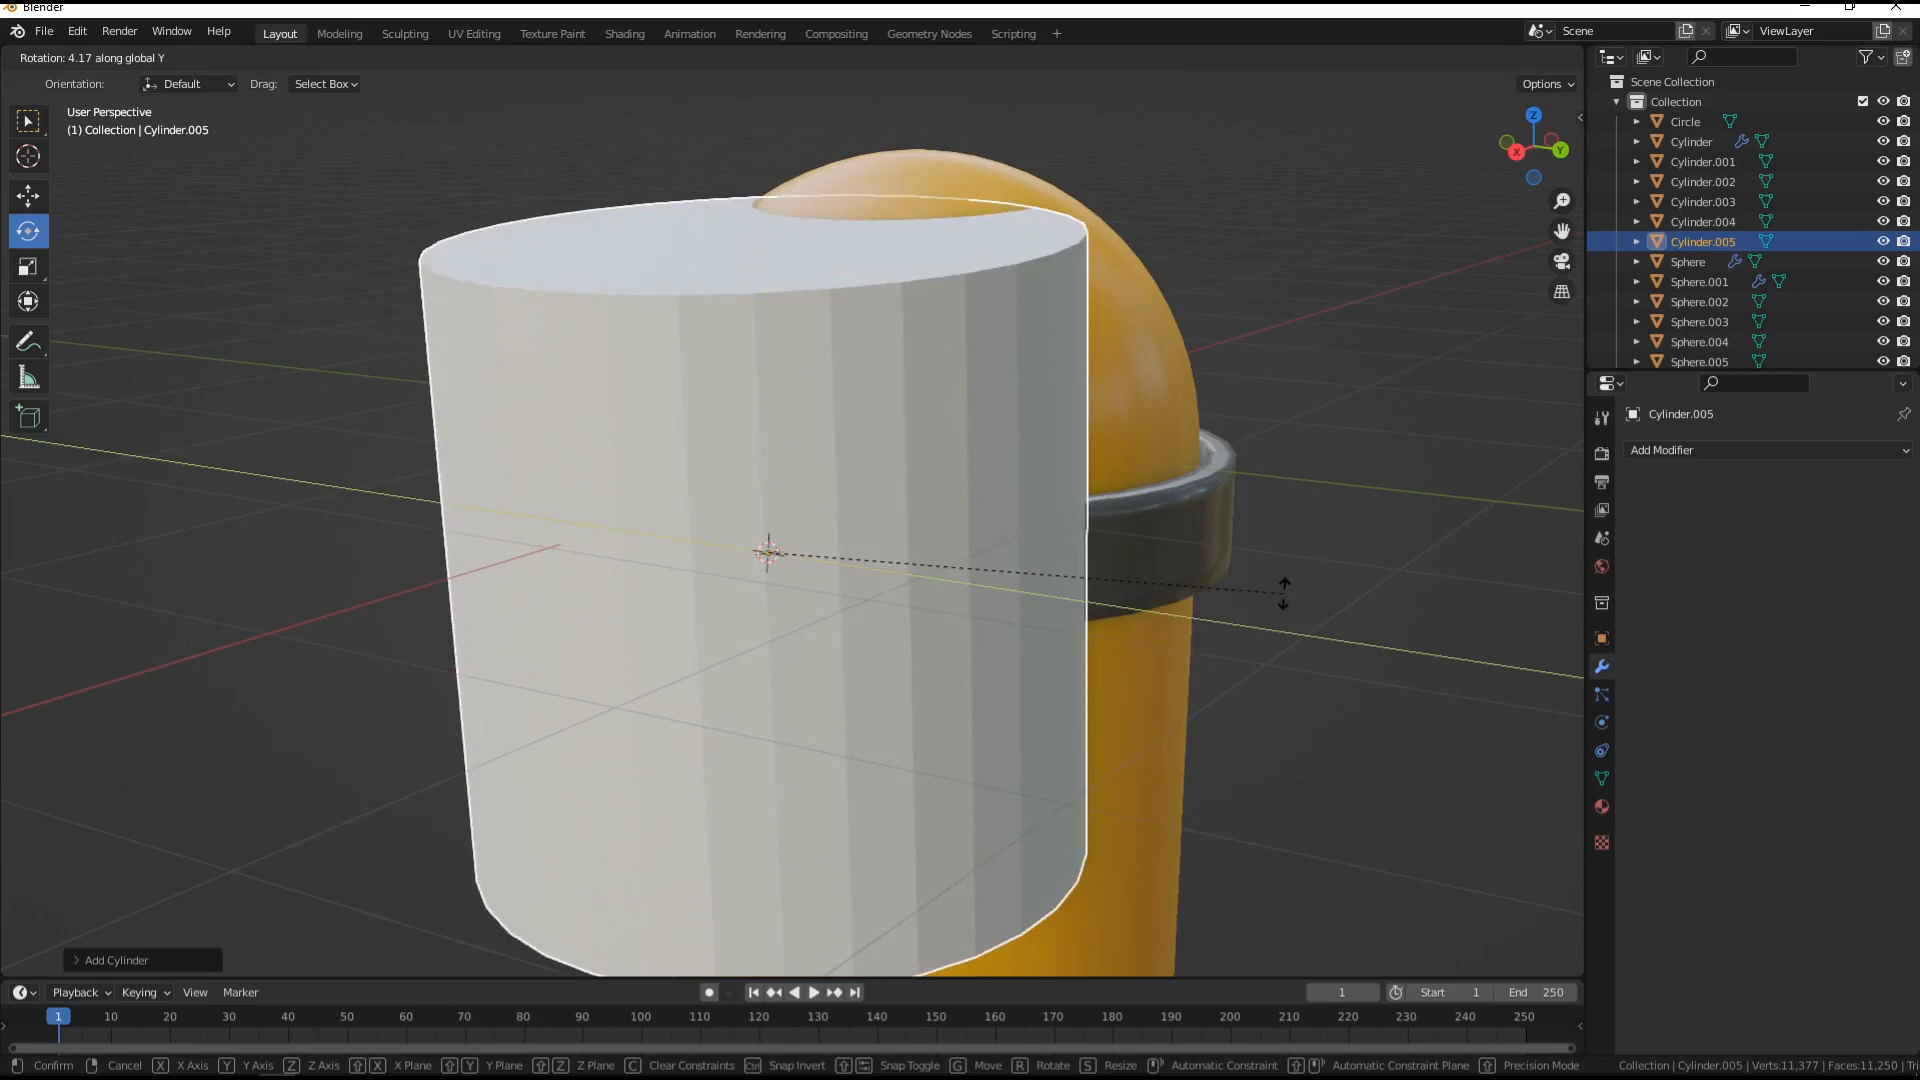 Blender
File Edit Render Window Help Layout Modeling Sculpting UV Editing Texture Paint Shading Animation Rendering Compositing Geometry Nodes Scripting + Scene ViewLayer
Rotation: 4.17 along global Y
Orientation: Default Drag: Select Box Options
User Perspective
(1) Collection | Cylinder.005
Z
X
Y
Scene Collection
Collection
Circle
Cylinder
Cylinder.001
Cylinder.002
Cylinder.003
Cylinder.004
Cylinder.005
Sphere
Sphere.001
Sphere.002
Sphere.003
Sphere.004
Sphere.005
Cylinder.005
Add Modifier
Add Cylinder
Playback Keying View Marker 1 Start 1 End 250
1 10 20 30 40 50 60 70 80 90 100 110 120 130 140 150 160 170 180 190 200 210 220 230 240 250
Confirm Cancel X X Axis Y Y Axis Z Z Axis X X Plane Y Y Plane Z Z Plane C Clear Constraints Ctrl Snap Invert Snap Toggle G Move R Rotate S Resize Automatic Constraint Automatic Constraint Plane Precision Mode Collection | Cylinder.005 | Verts:11,377 | Faces:11,250 | Tri